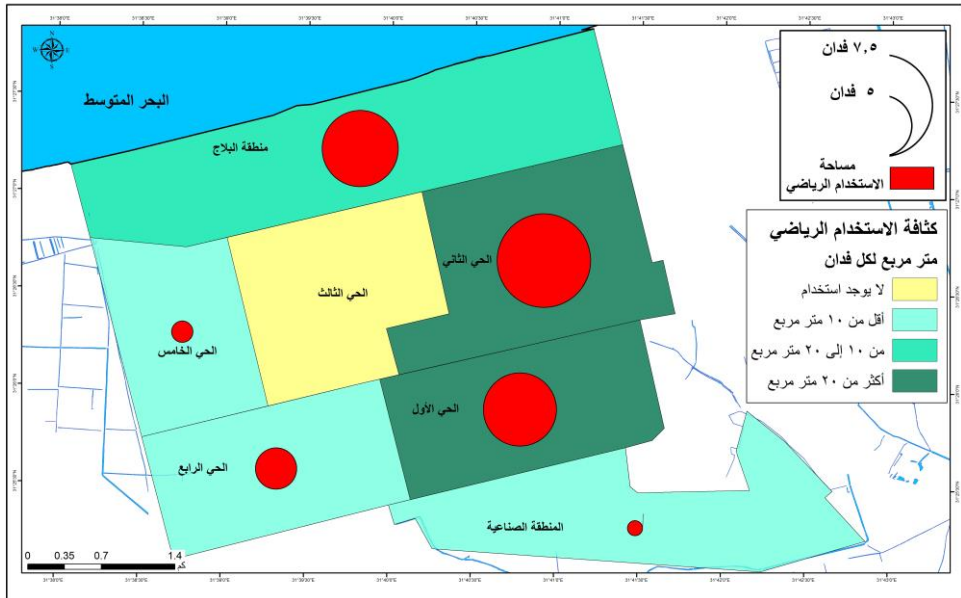 N
W E
S
البحر المتوسط
منطقة البلاج
الحي الثاني
الحي الثالث
الحي الخامس
الحي الأول
الحي الرابع
المنطقة الصناعية
٧,٥ فدان
٥ فدان
مساحة
الاستخدام الرياضي
كثافة الاستخدام الرياضي
متر مربع لكل فدان
لا يوجد استخدام
أقل من ١٠ متر مربع
من ١٠ إلى ٢٠ متر مربع
أكثر من ٢٠ متر مربع
0 0.35 0.7 1.4
كم